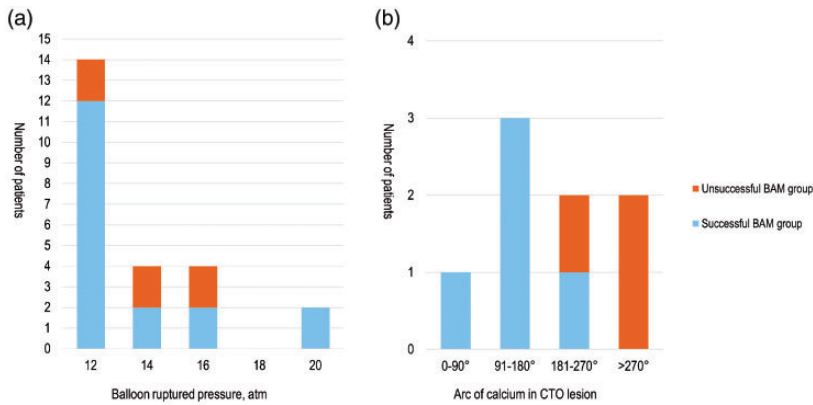 (a)
Number of patients
15
14
13
12
11
10
9
8
7
6
5
4
3
2
1
0
12 14 16 18 20
Balloon ruptured pressure, atm
(b)
Number of patients
4
3
2
1
0
0-90° 91-180° 181-270° >270°
Arc of calcium in CTO lesion
Unsuccessful BAM group
Successful BAM group